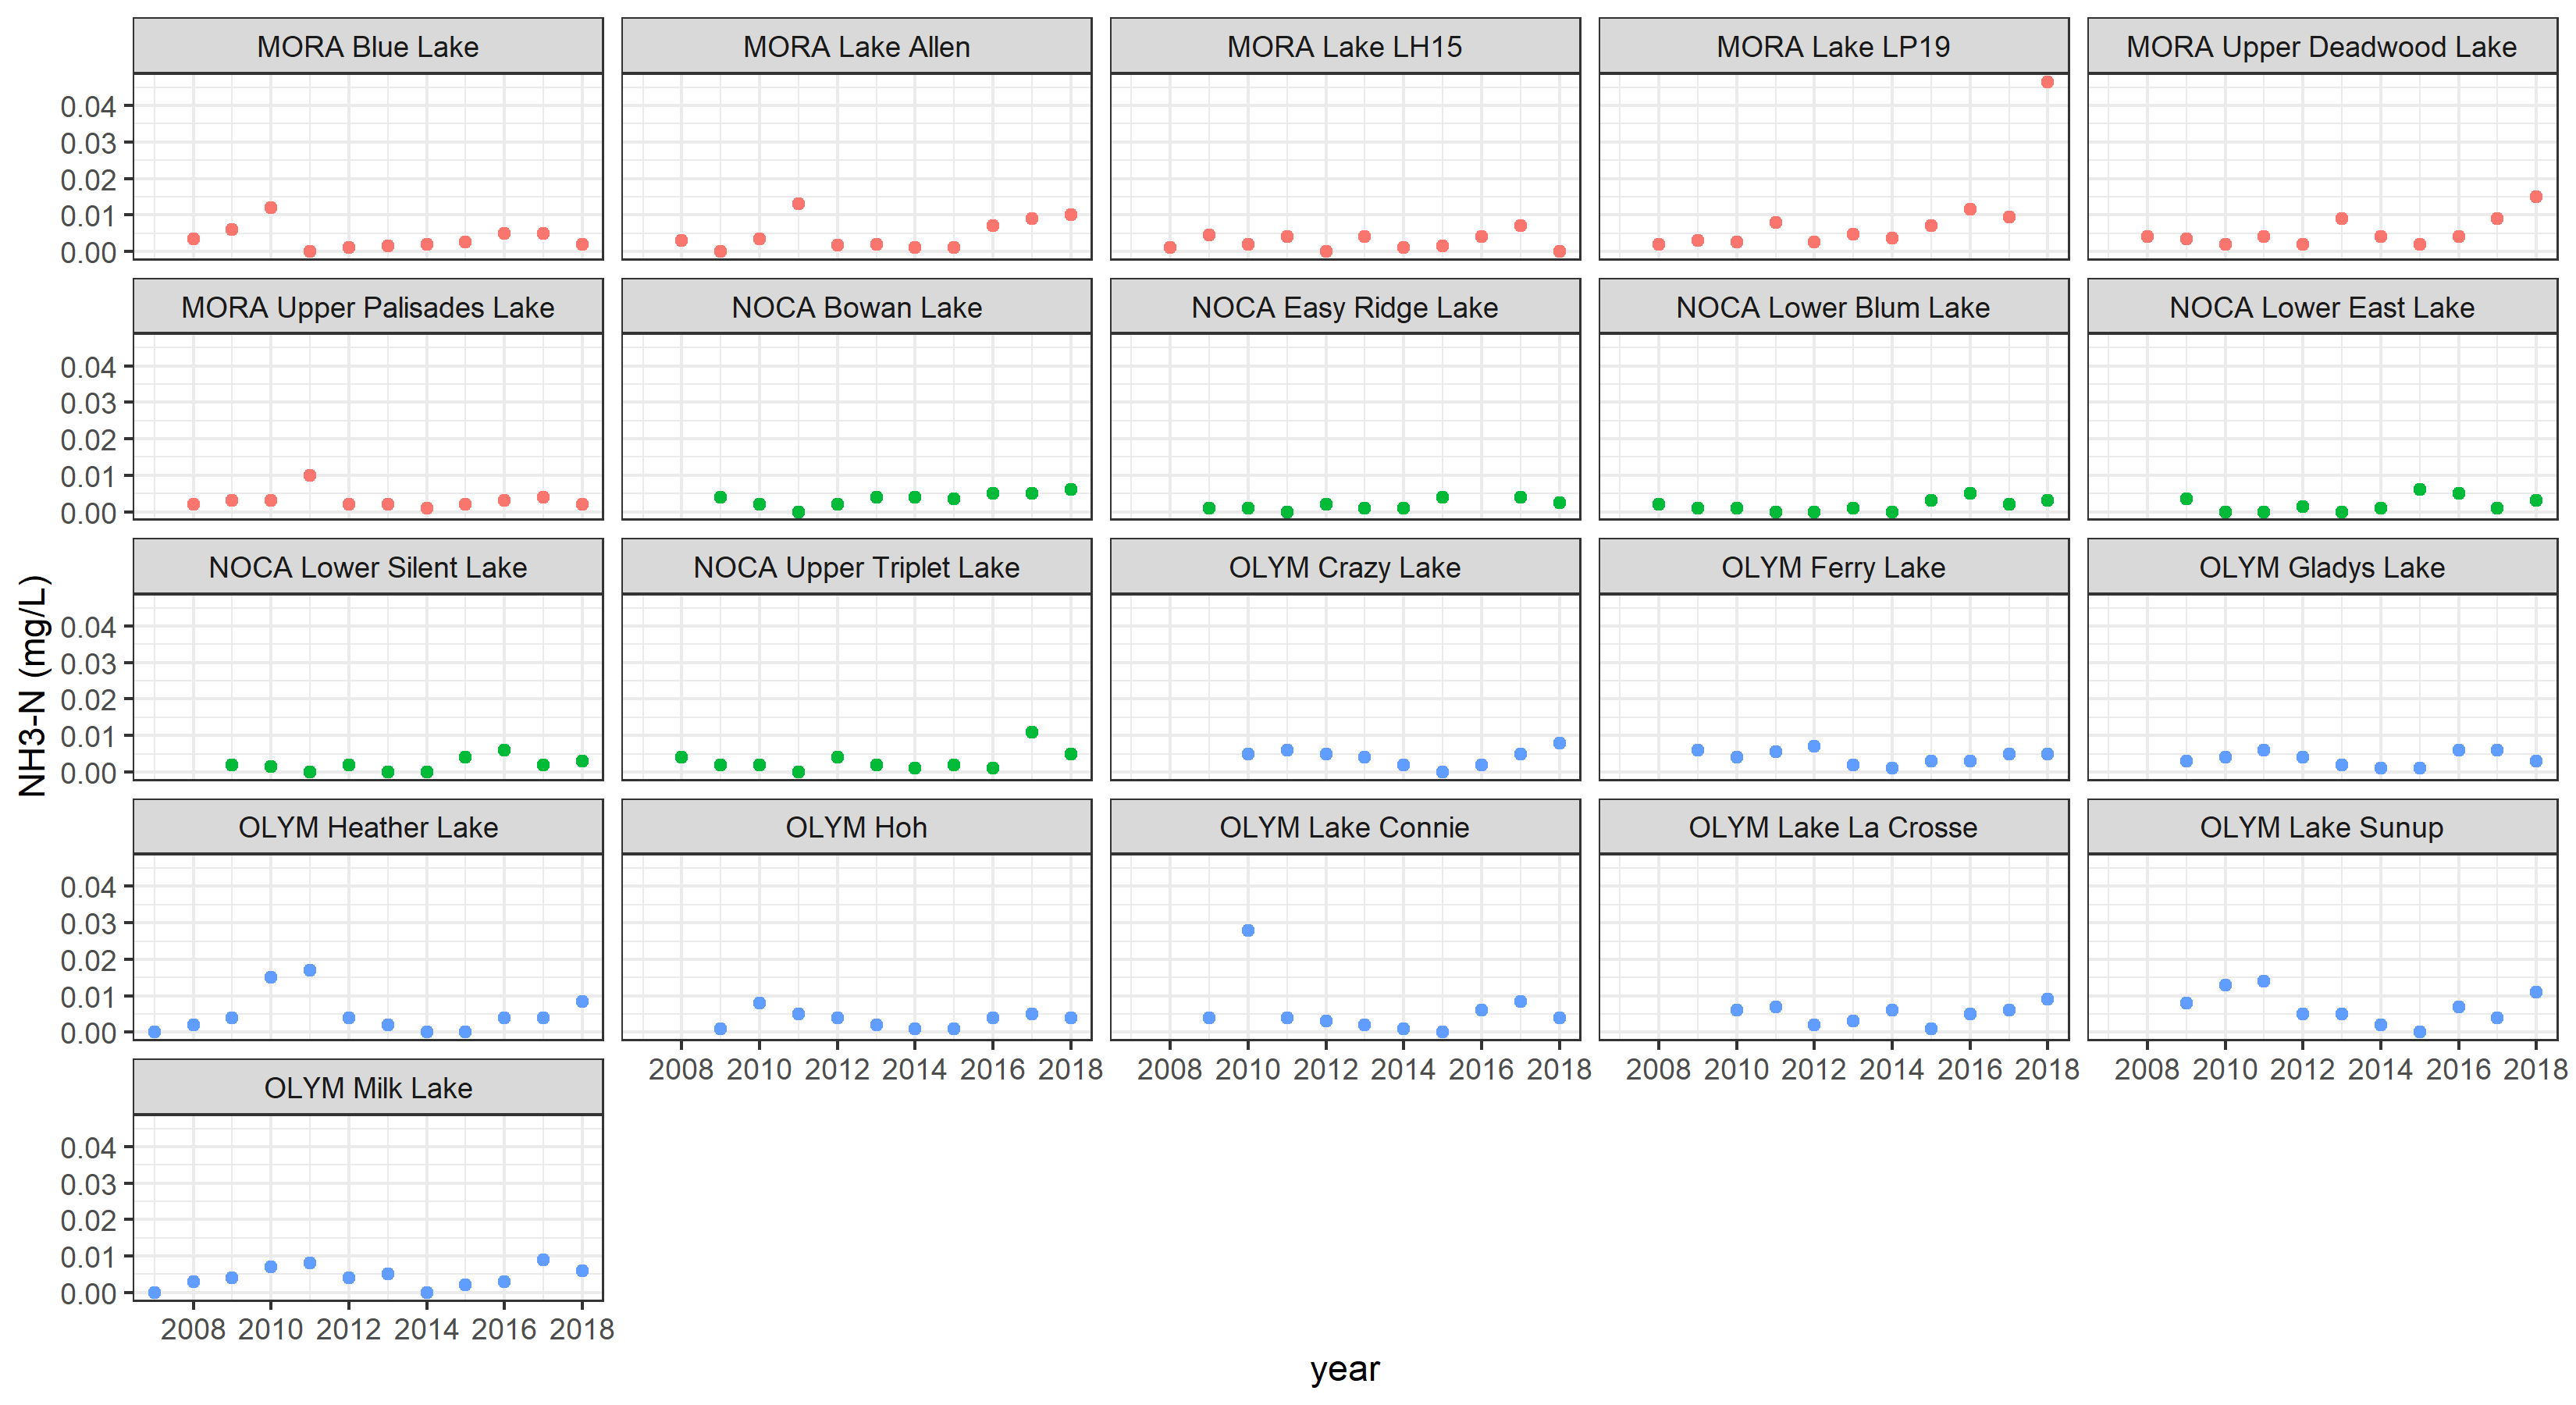 MORA Blue Lake MORA Lake Allen MORA Lake LH15 MORA Lake LP19 MORA Upper Deadwood Lake
0.04
0.03
0.02
0.01
0.00
MORA Upper Palisades Lake NOCA Bowan Lake NOCA Easy Ridge Lake NOCA Lower Blum Lake NOCA Lower East Lake
0.04
0.03
0.02
0.01
0.00
NOCA Lower Silent Lake NOCA Upper Triplet Lake OLYM Crazy Lake OLYM Ferry Lake OLYM Gladys Lake
NH3-N (mg/L)
0.04
0.03
0.02
0.01
0.00
OLYM Heather Lake OLYM Hoh OLYM Lake Connie OLYM Lake La Crosse OLYM Lake Sunup
0.04
0.03
0.02
0.01
0.00
2008 2010 2012 2014 2016 2018 2008 2010 2012 2014 2016 2018 2008 2010 2012 2014 2016 2018 2008 2010 2012 2014 2016 2018
OLYM Milk Lake
0.04
0.03
0.02
0.01
0.00
2008 2010 2012 2014 2016 2018
year